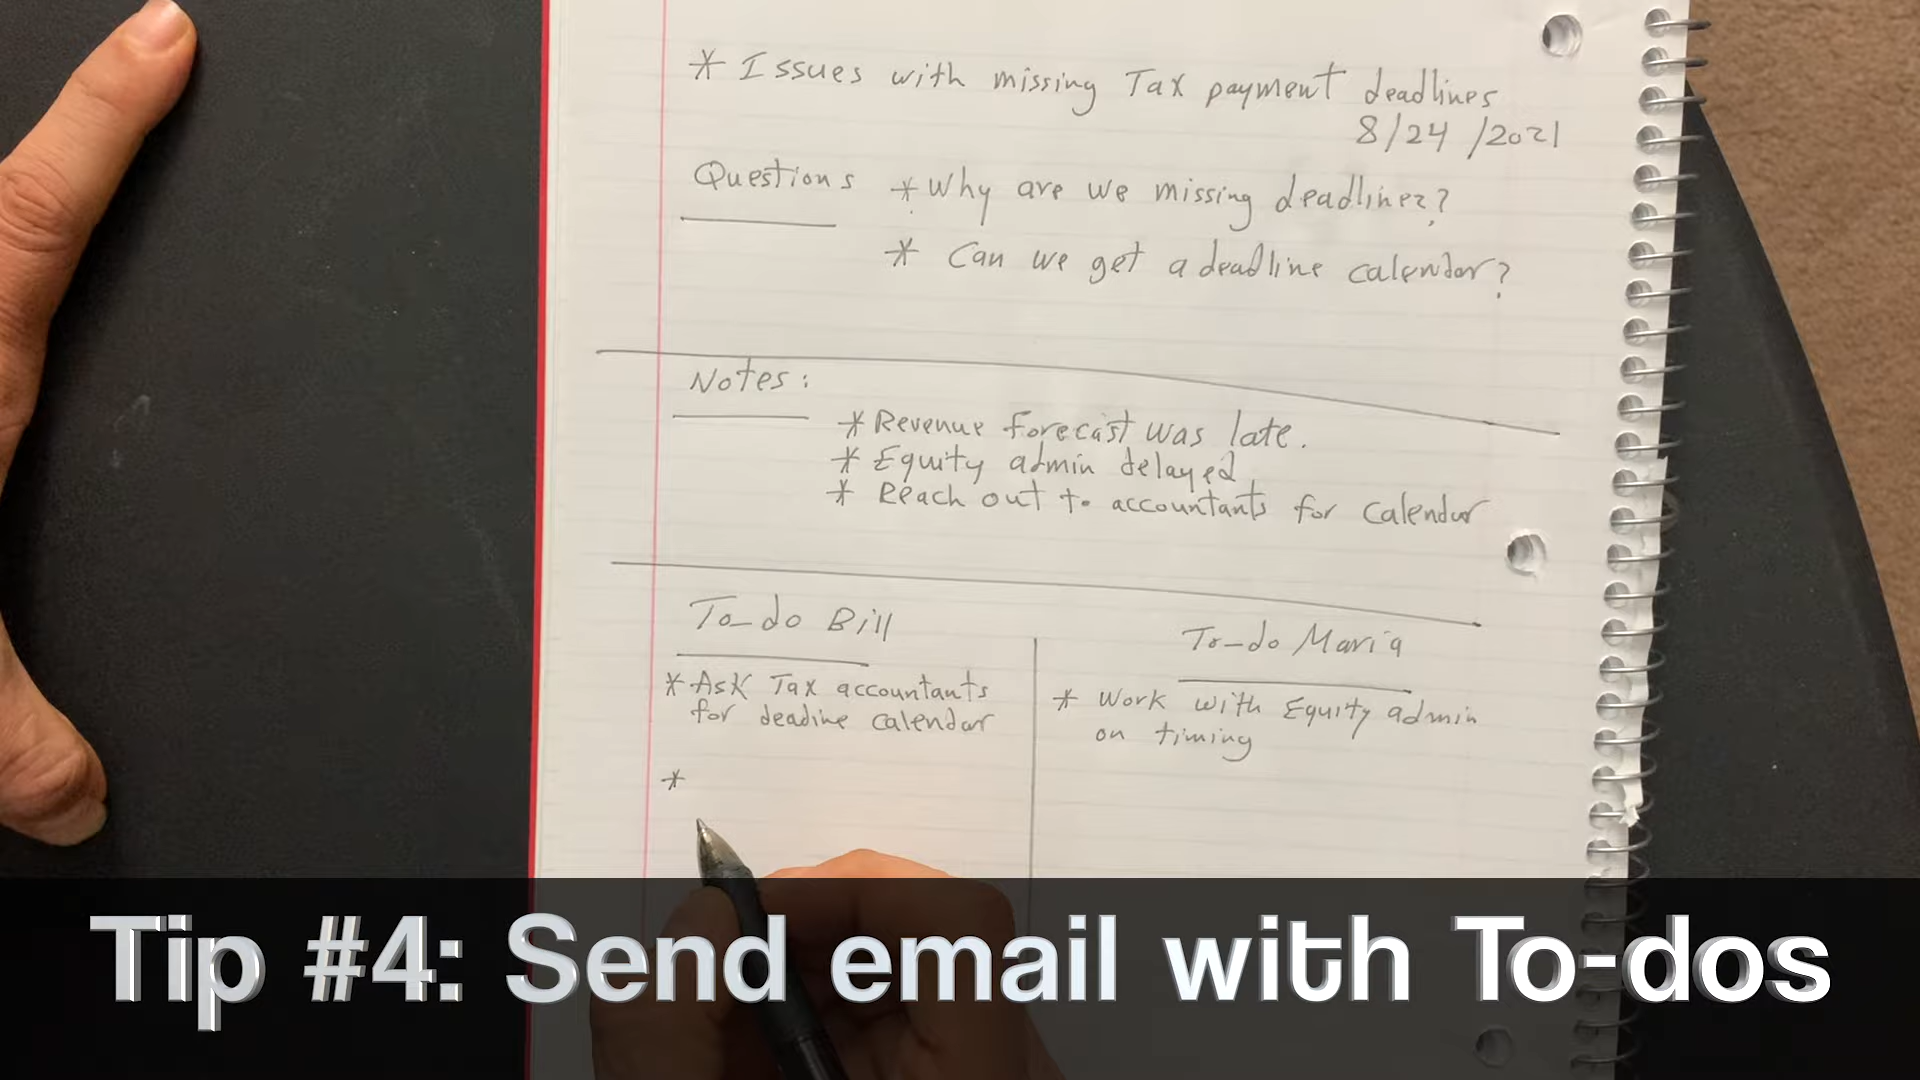 * Issues with missing Tax payment deadlines
8/24/2021
Questions * Why are we missing deadlines?
* Can we get a deadline calendar?
Notes:
* Revenue forecast was late.
* Equity admin delayed
* Reach out to accountants for calendar
To-do Bill
* Ask Tax accountants
for deadine calendar
*
To-do Maria
* Work with Equity admin
on timing
Tip #4: Send email with To-dos